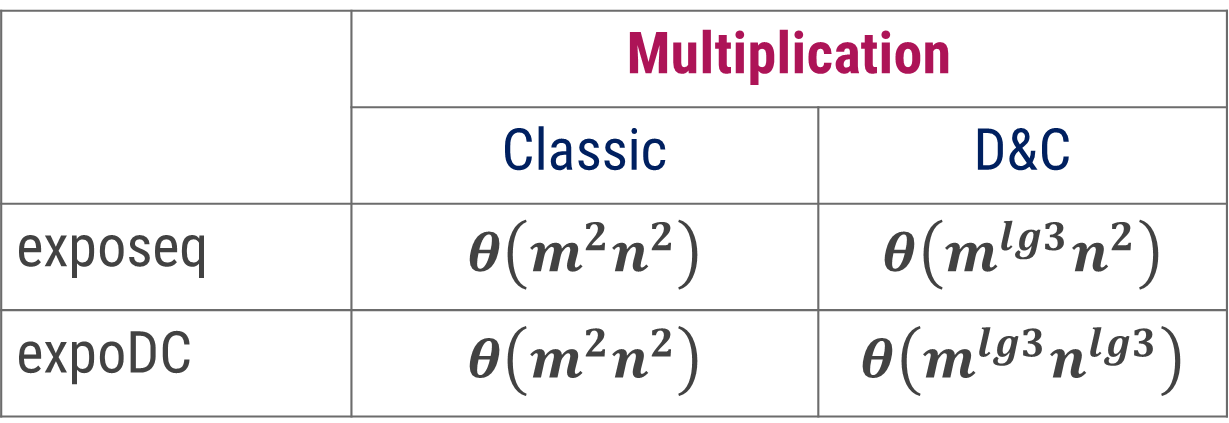 Multiplication
Classic D&C
exposeq θ(m²n²) θ(m^{lg3}n²)
expoDC θ(m²n²) θ(m^{lg3}n^{lg3})